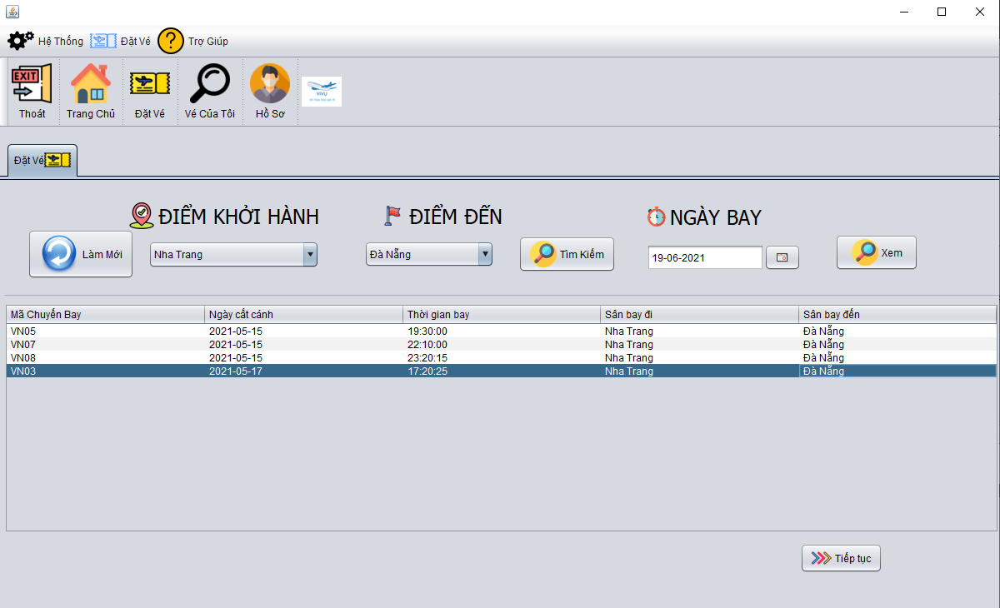 Hệ Thống Đặt Vé ? Trợ Giúp
EXIT
VIVU
Thoát Trang Chủ Đặt Vé Vé Của Tôi Hồ Sơ
Đặt Vé
ĐIỂM KHỞI HÀNH ĐIỂM ĐẾN NGÀY BAY
Làm Mới Nha Trang Đà Nẵng Tìm Kiếm 19-06-2021 Xem
Mã Chuyến Bay Ngày cất cánh Thời gian bay Sân bay đi Sân bay đến
VN05 2021-05-15 19:30:00 Nha Trang Đà Nẵng
VN07 2021-05-15 22:10:00 Nha Trang Đà Nẵng
VN08 2021-05-15 23:20:15 Nha Trang Đà Nẵng
VN03 2021-05-17 17:20:25 Nha Trang Đà Nẵng
Tiếp tục